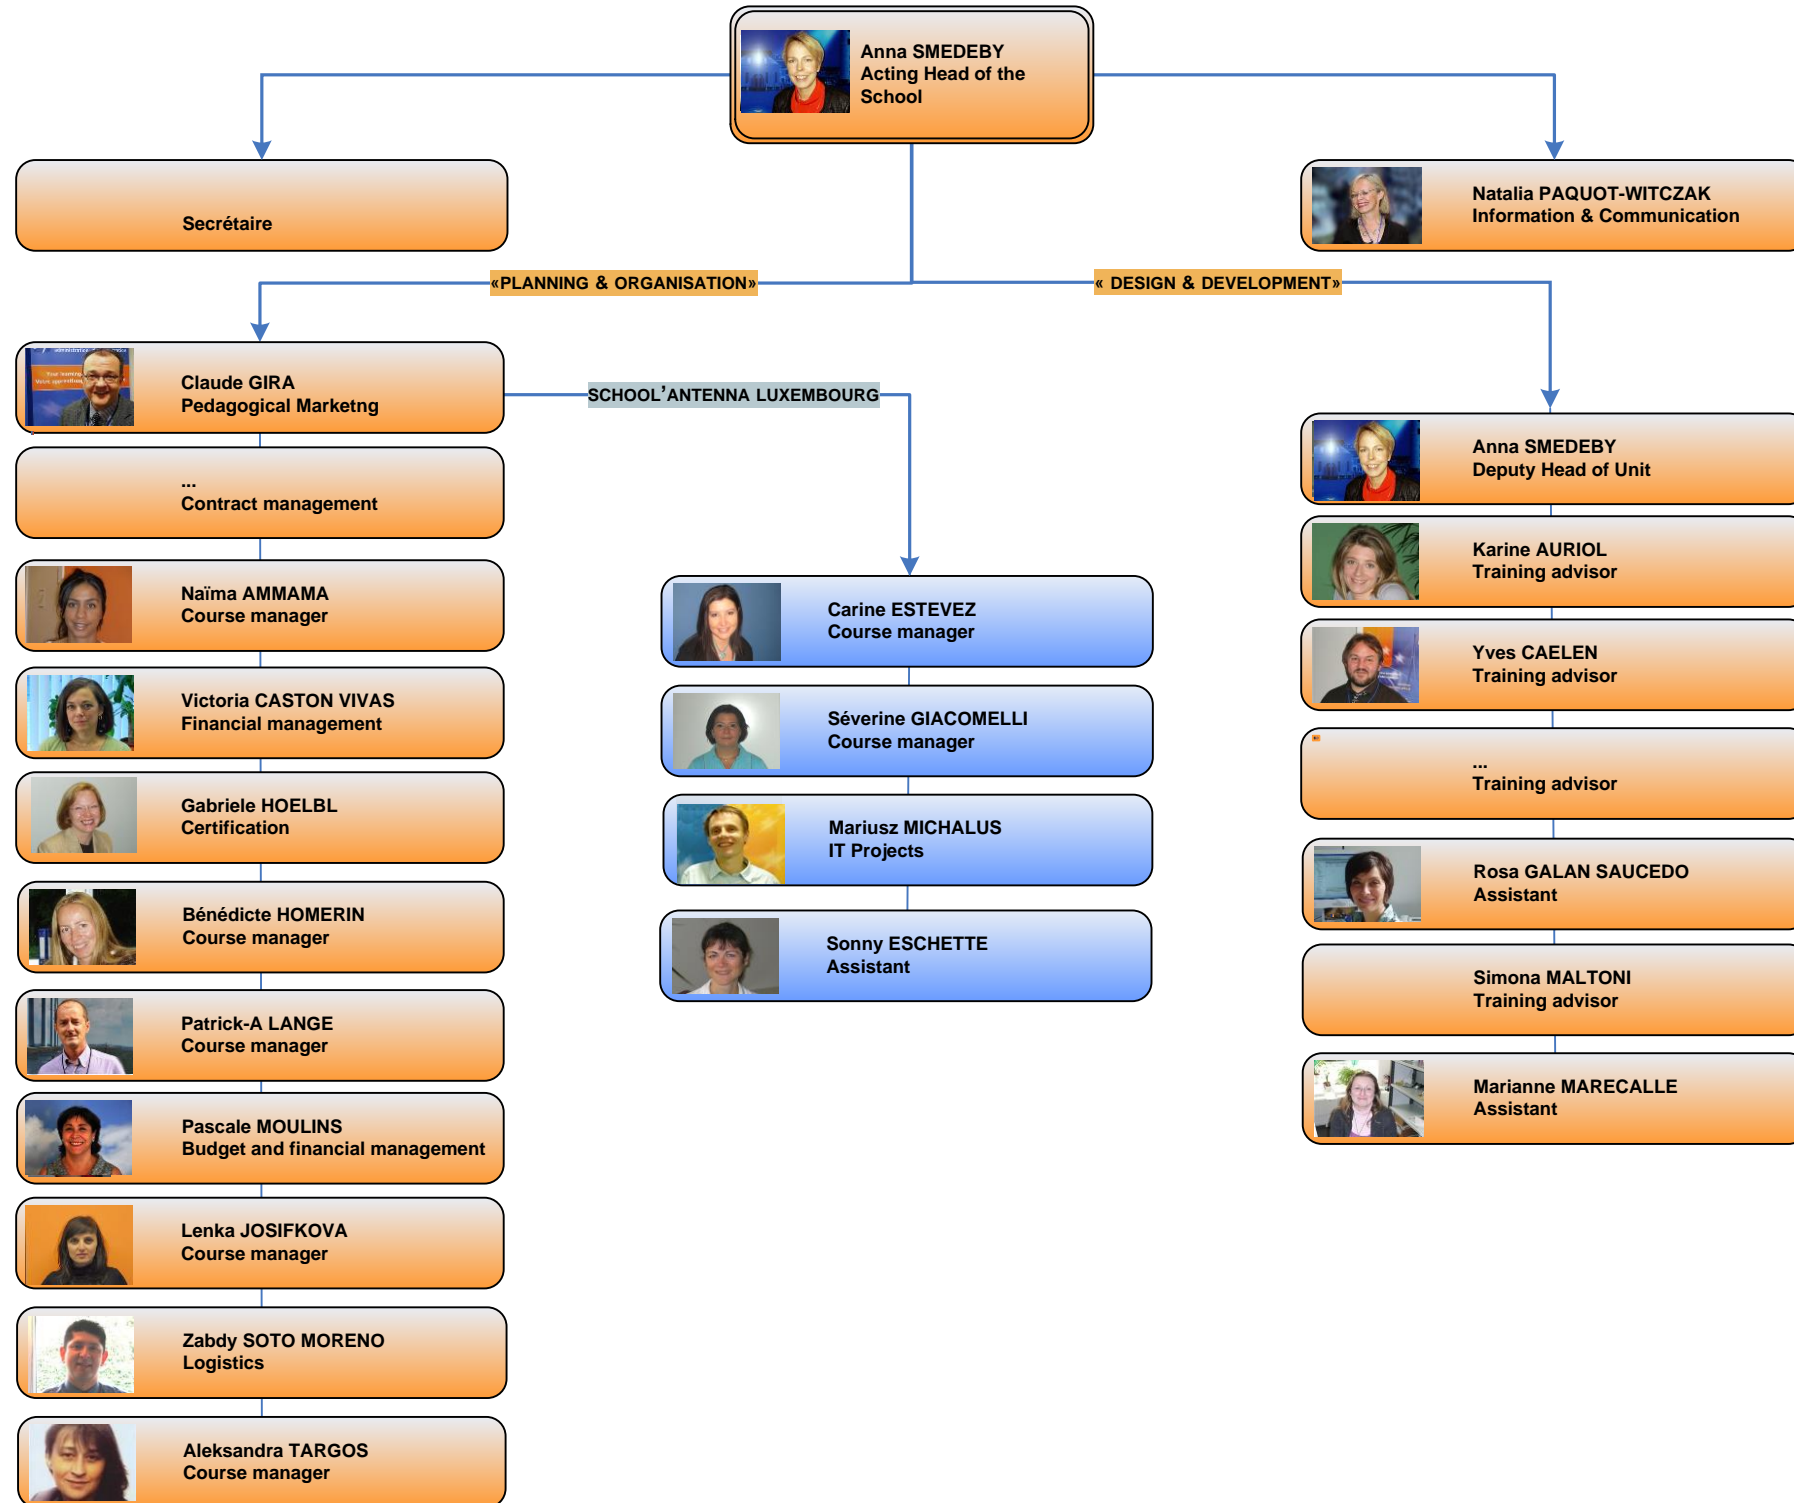 Anna SMEDEBY
Acting Head of the
School
Secrétaire
Natalia PAQUOT-WITCZAK
Information & Communication
«PLANNING & ORGANISATION»
« DESIGN & DEVELOPMENT»
Claude GIRA
Pedagogical Marketng
SCHOOL'ANTENNA LUXEMBOURG
...
Contract management
Naïma AMMAMA
Course manager
Victoria CASTON VIVAS
Financial management
Gabriele HOELBL
Certification
Bénédicte HOMERIN
Course manager
Patrick-A LANGE
Course manager
Pascale MOULINS
Budget and financial management
Lenka JOSIFKOVA
Course manager
Zabdy SOTO MORENO
Logistics
Aleksandra TARGOS
Course manager
Carine ESTEVEZ
Course manager
Séverine GIACOMELLI
Course manager
Mariusz MICHALUS
IT Projects
Sonny ESCHETTE
Assistant
Anna SMEDEBY
Deputy Head of Unit
Karine AURIOL
Training advisor
Yves CAELEN
Training advisor
...
Training advisor
Rosa GALAN SAUCEDO
Assistant
Simona MALTONI
Training advisor
Marianne MARECALLE
Assistant